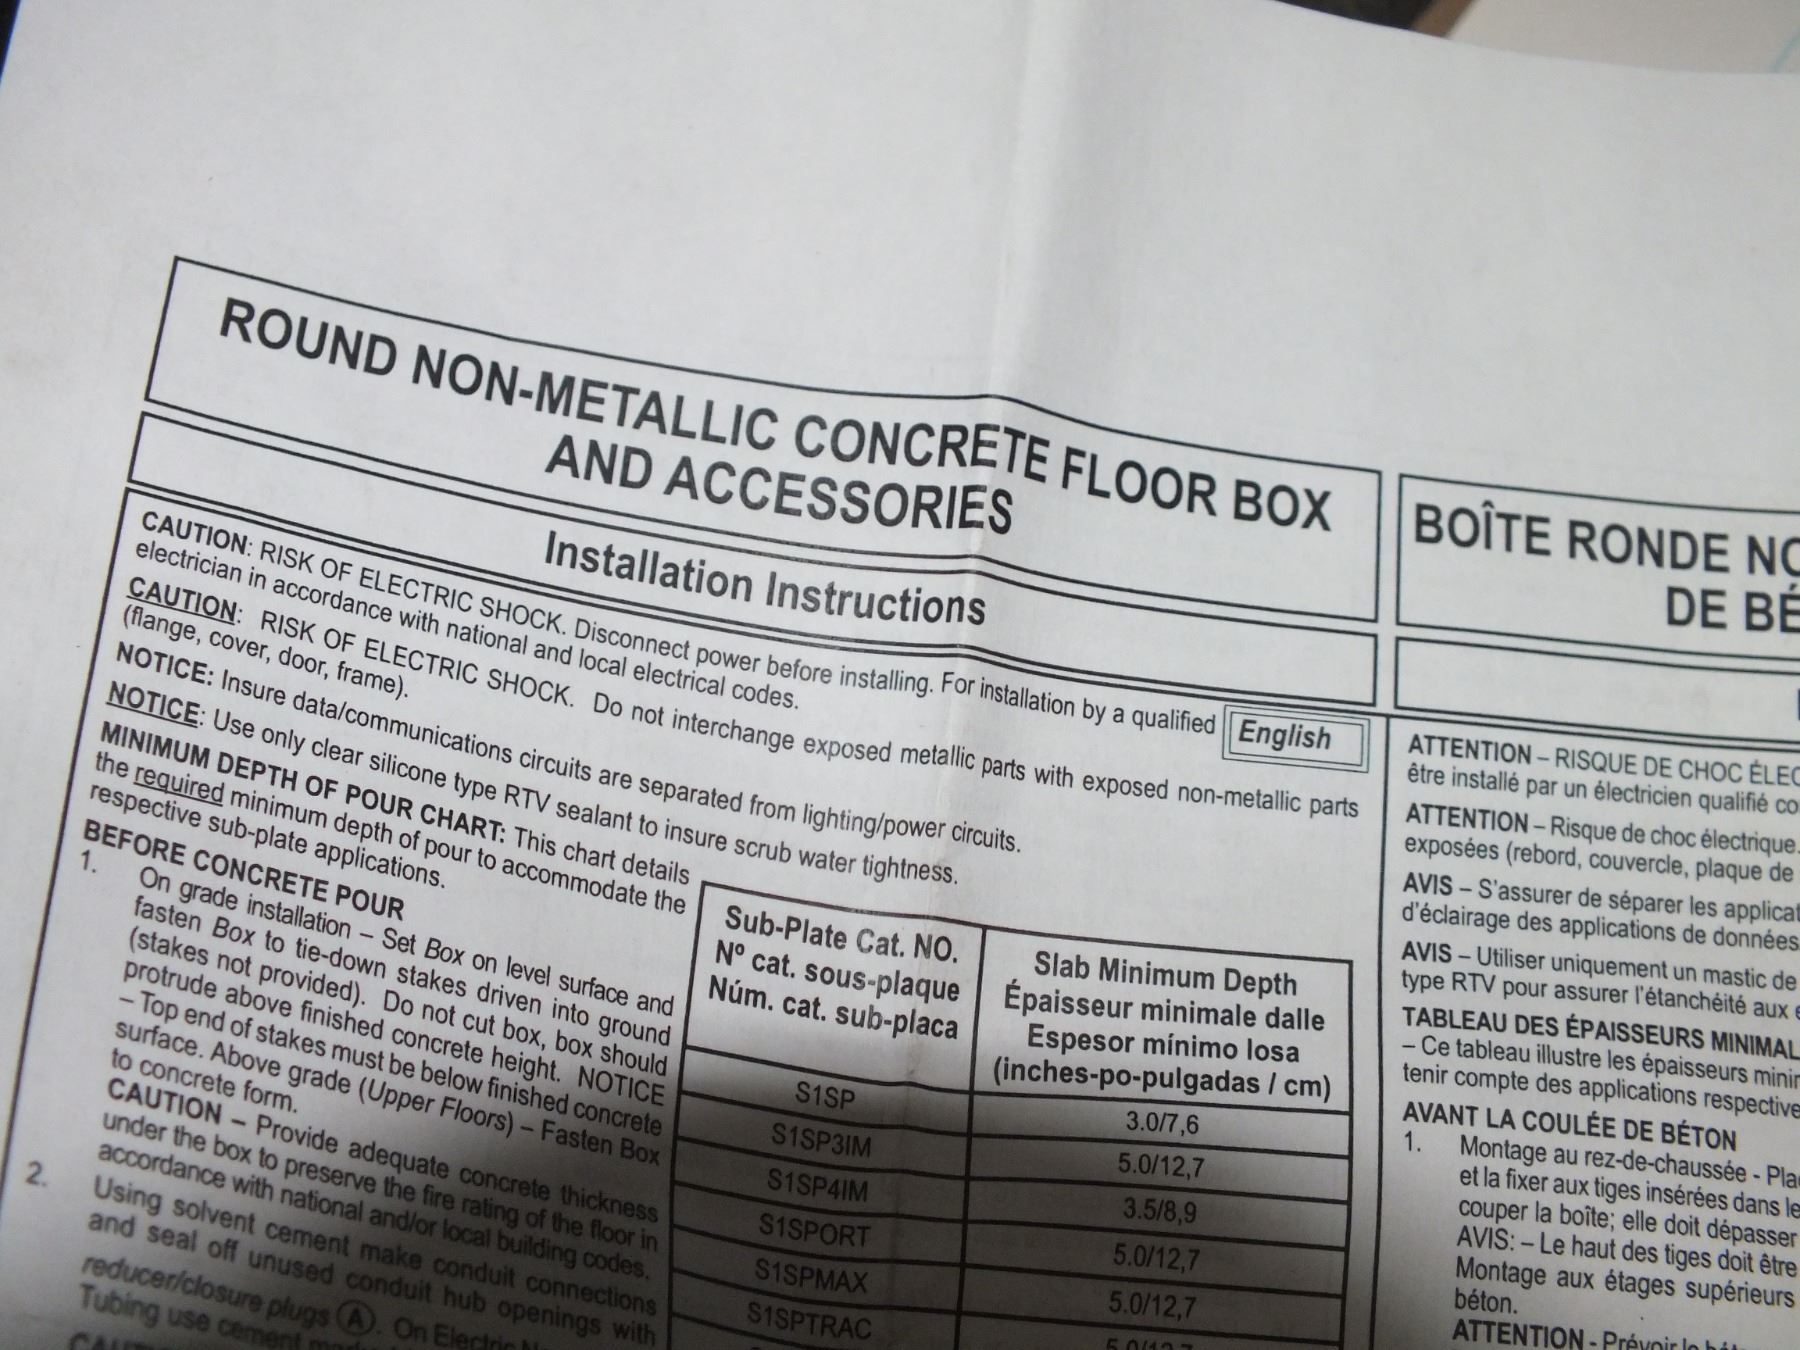 ROUND NON-METALLIC CONCRETE FLOOR BOX
AND ACCESSORIES
Installation Instructions
CAUTION: RISK OF ELECTRIC SHOCK. Disconnect power before installing. For installation by a qualified
electrician in accordance with national and local electrical codes.
English
CAUTION: RISK OF ELECTRIC SHOCK. Do not interchange exposed metallic parts with exposed non-metallic parts
(flange, cover, door, frame).
NOTICE: Insure data/communications circuits are separated from lighting/power circuits.
NOTICE: Use only clear silicone type RTV sealant to insure scrub water tightness.
MINIMUM DEPTH OF POUR CHART: This chart details
the required minimum depth of pour to accommodate the
respective sub-plate applications.
BEFORE CONCRETE POUR
1. On grade installation – Set Box on level surface and
fasten Box to tie-down stakes driven into ground
(stakes not provided). Do not cut box, box should
protrude above finished concrete height. NOTICE
– Top end of stakes must be below finished concrete
surface. Above grade (Upper Floors) – Fasten Box
to concrete form.
CAUTION – Provide adequate concrete thickness
under the box to preserve the fire rating of the floor in
accordance with national and/or local building codes.
2. Using solvent cement make conduit connections
and seal off unused conduit hub openings with
reducer/closure plugs (A). On Electric
Tubing use cement
Sub-Plate Cat. NO.
Nº cat. sous-plaque
Núm. cat. sub-placa
Slab Minimum Depth
Épaisseur minimale dalle
Espesor mínimo losa
(inches-po-pulgadas / cm)
S1SP 3.0/7,6
S1SP3IM 5.0/12,7
S1SP4IM 3.5/8,9
S1SPORT 5.0/12,7
S1SPMAX 5.0/12,7
S1SPTRAC
BOÎTE RONDE NO
DE BÉ
ATTENTION – RISQUE DE CHOC ÉLEC
être installé par un électricien qualifié co
ATTENTION – Risque de choc électrique.
exposées (rebord, couvercle, plaque de
AVIS – S'assurer de séparer les applicat
d'éclairage des applications de données
AVIS – Utiliser uniquement un mastic de
type RTV pour assurer l'étanchéité aux
TABLEAU DES ÉPAISSEURS MINIMAL
– Ce tableau illustre les épaisseurs minim
tenir compte des applications respective
AVANT LA COULÉE DE BÉTON
1. Montage au rez-de-chaussée - Pla
et la fixer aux tiges insérées dans le
couper la boîte; elle doit dépasser
AVIS: – Le haut des tiges doit être
Montage aux étages supérieurs
béton.
ATTENTION - Prévoir le